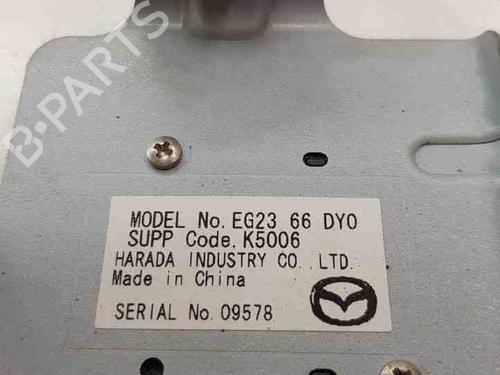 B-PARTS
MODEL No. EG23 66 DY0
SUPP Code. K5006
HARADA INDUSTRY CO.,LTD.
Made in China
SERIAL No. 09578